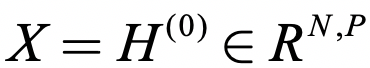 X = H^{(0)} ∈ R^{N,P}